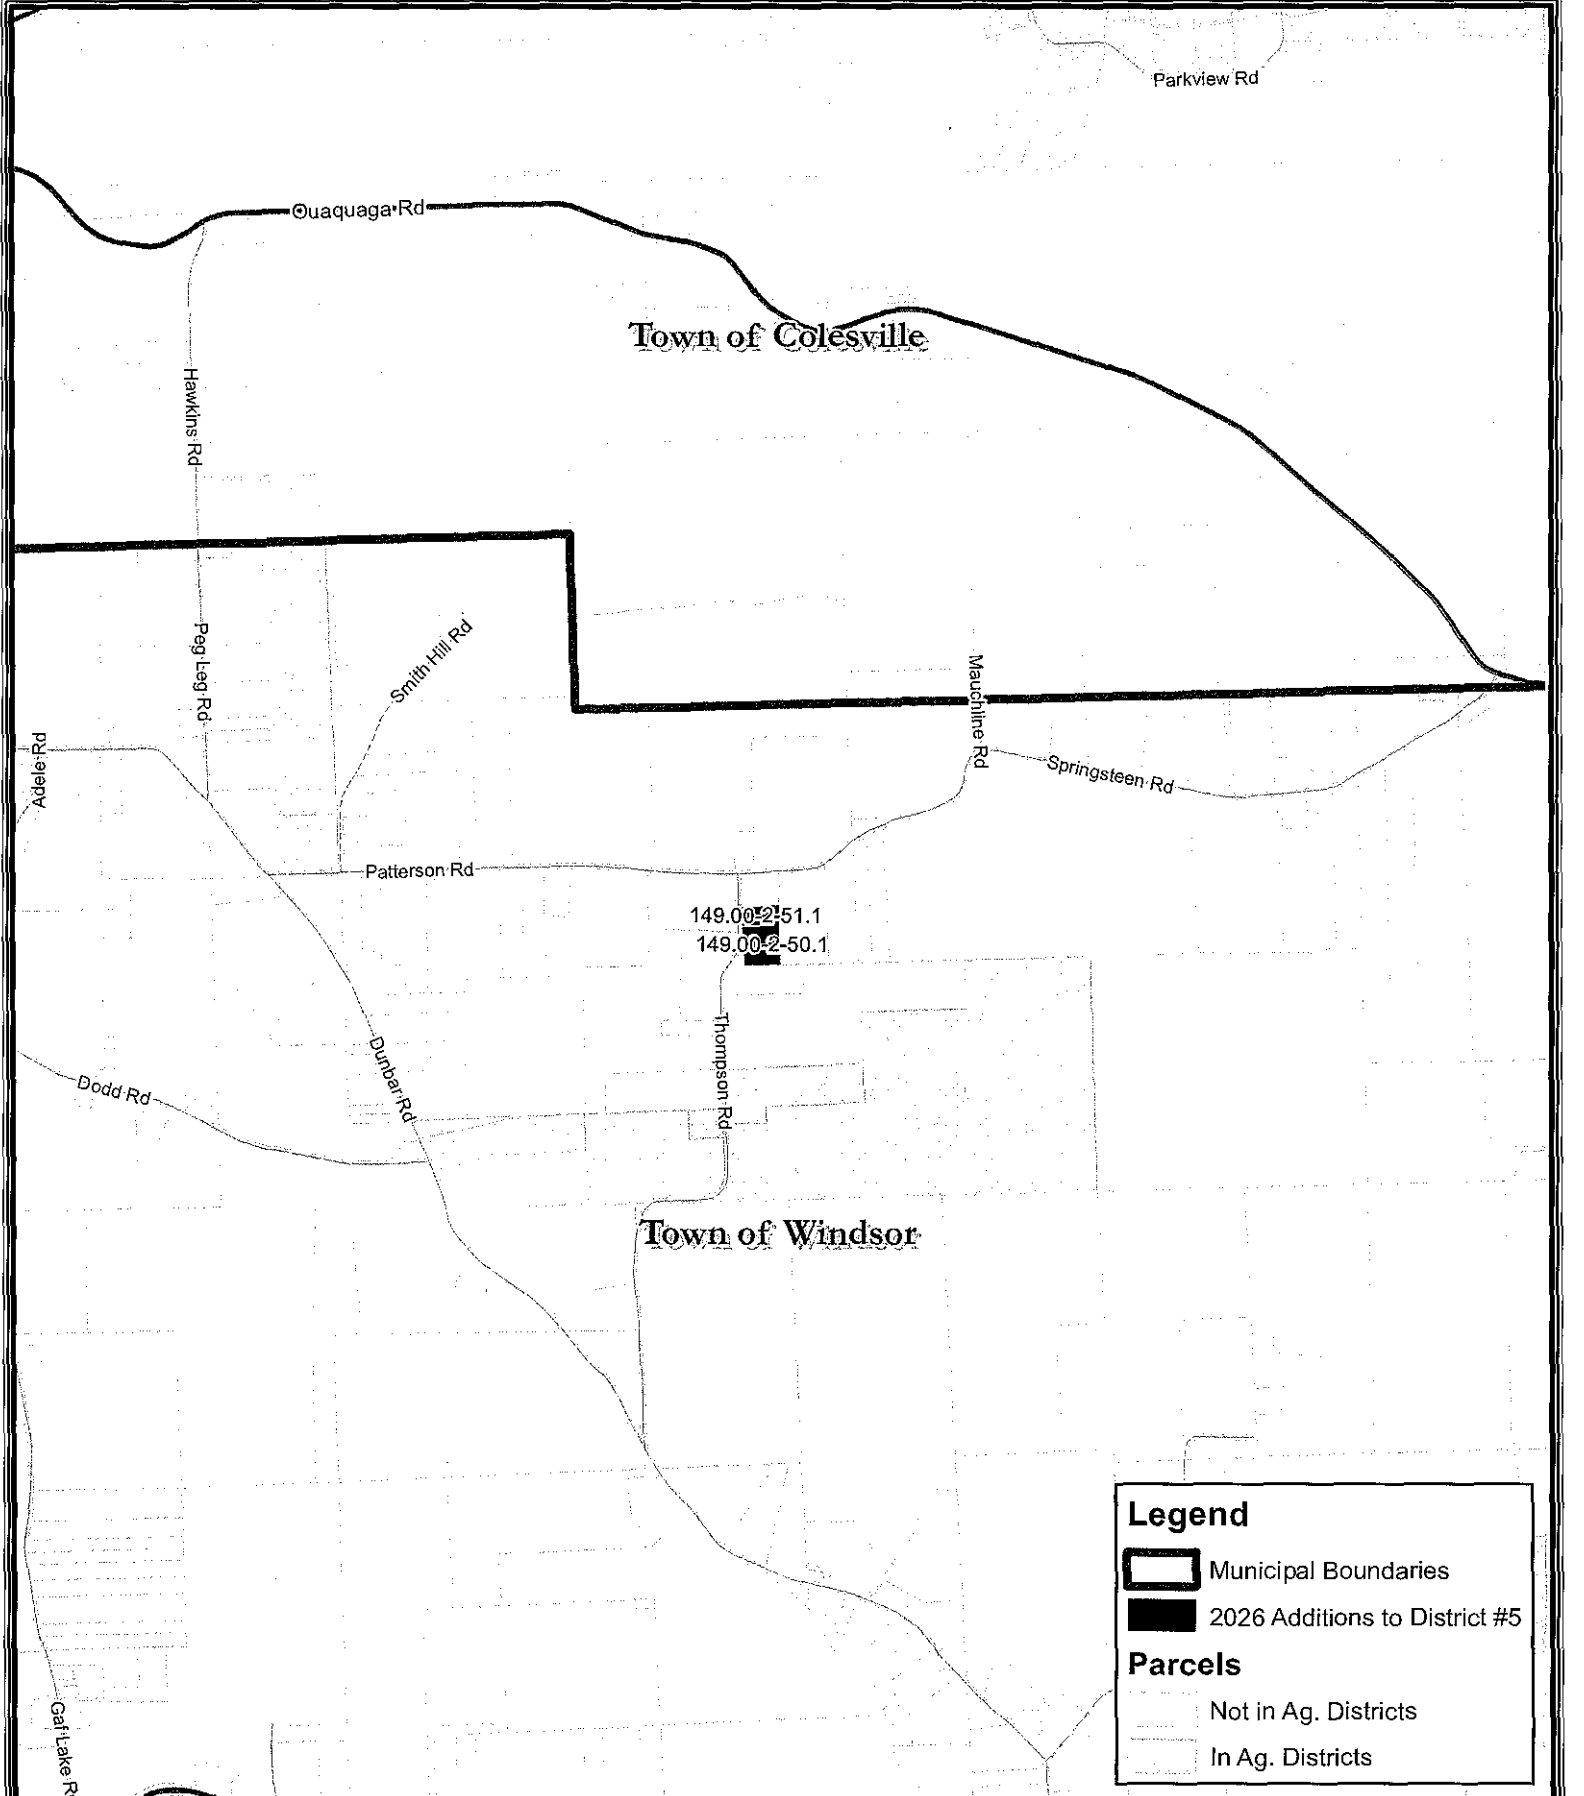 Parkview Rd
Ouaquaga Rd
Town of Colesville
Hawkins Rd
Peg Leg Rd
Smith Hill Rd
Mauchline Rd
Adele Rd
Springsteen Rd
Patterson Rd
149.00-2-51.1
149.00-2-50.1
Thompson Rd
Dunbar Rd
Dodd Rd
Town of Windsor
Legend
Municipal Boundaries
2026 Additions to District #5
Parcels
Not in Ag. Districts
In Ag. Districts
Gaf Lake R